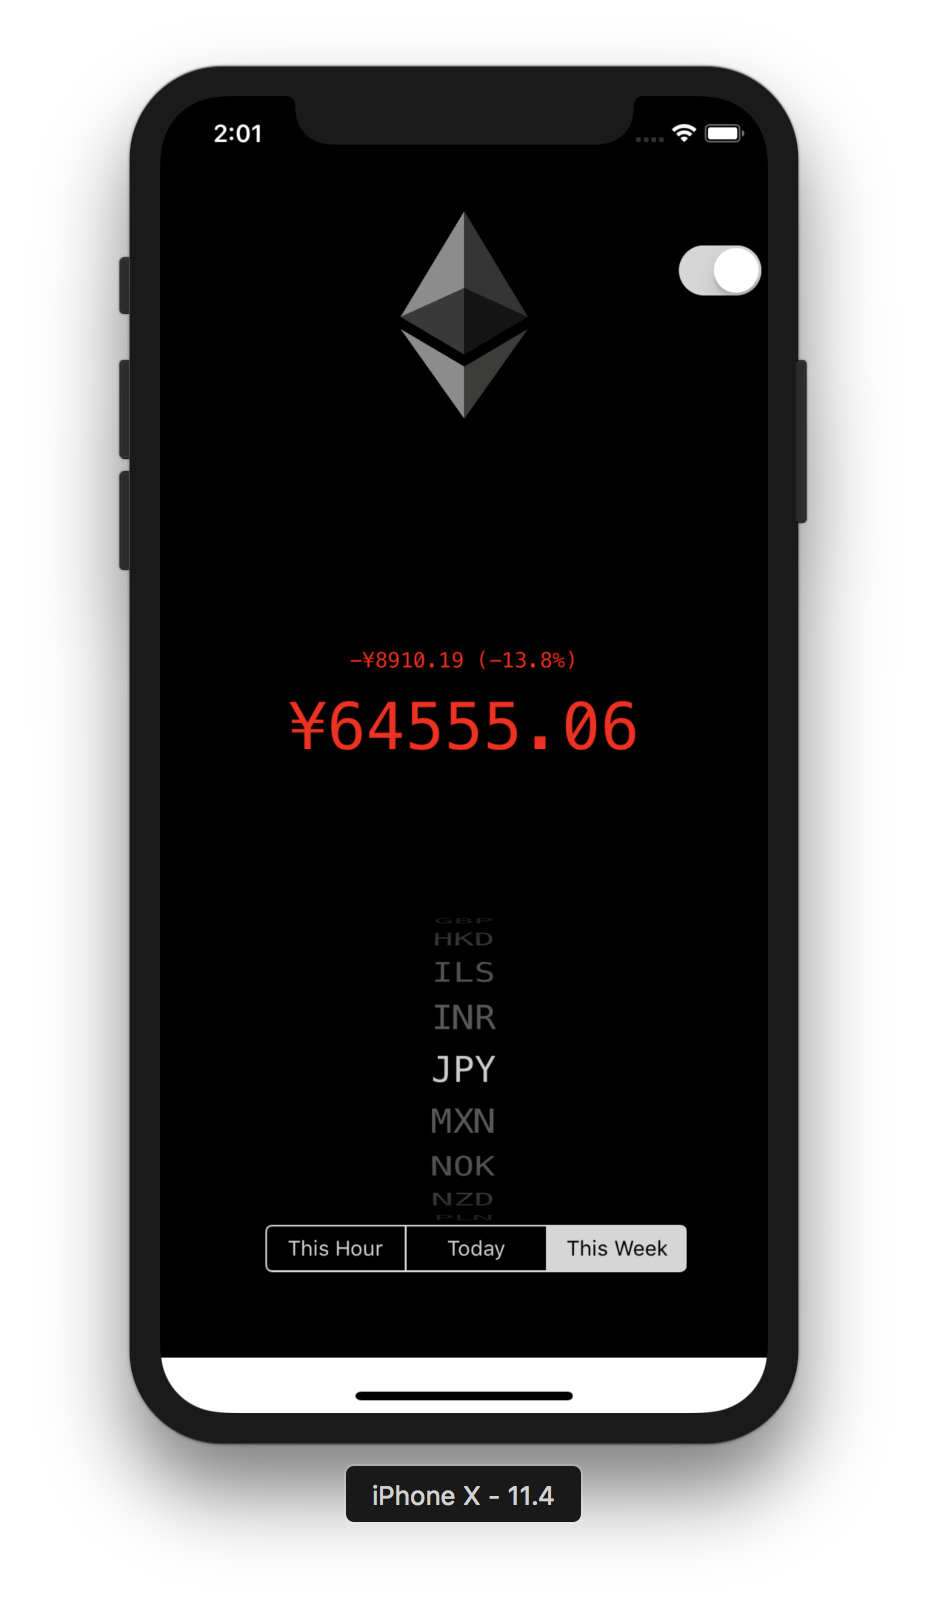 2:01
−¥8910.19 (−13.8%)
¥64555.06
GBP
HKD
ILS
INR
JPY
MXN
NOK
NZD
PLN
This Hour Today This Week
iPhone X - 11.4